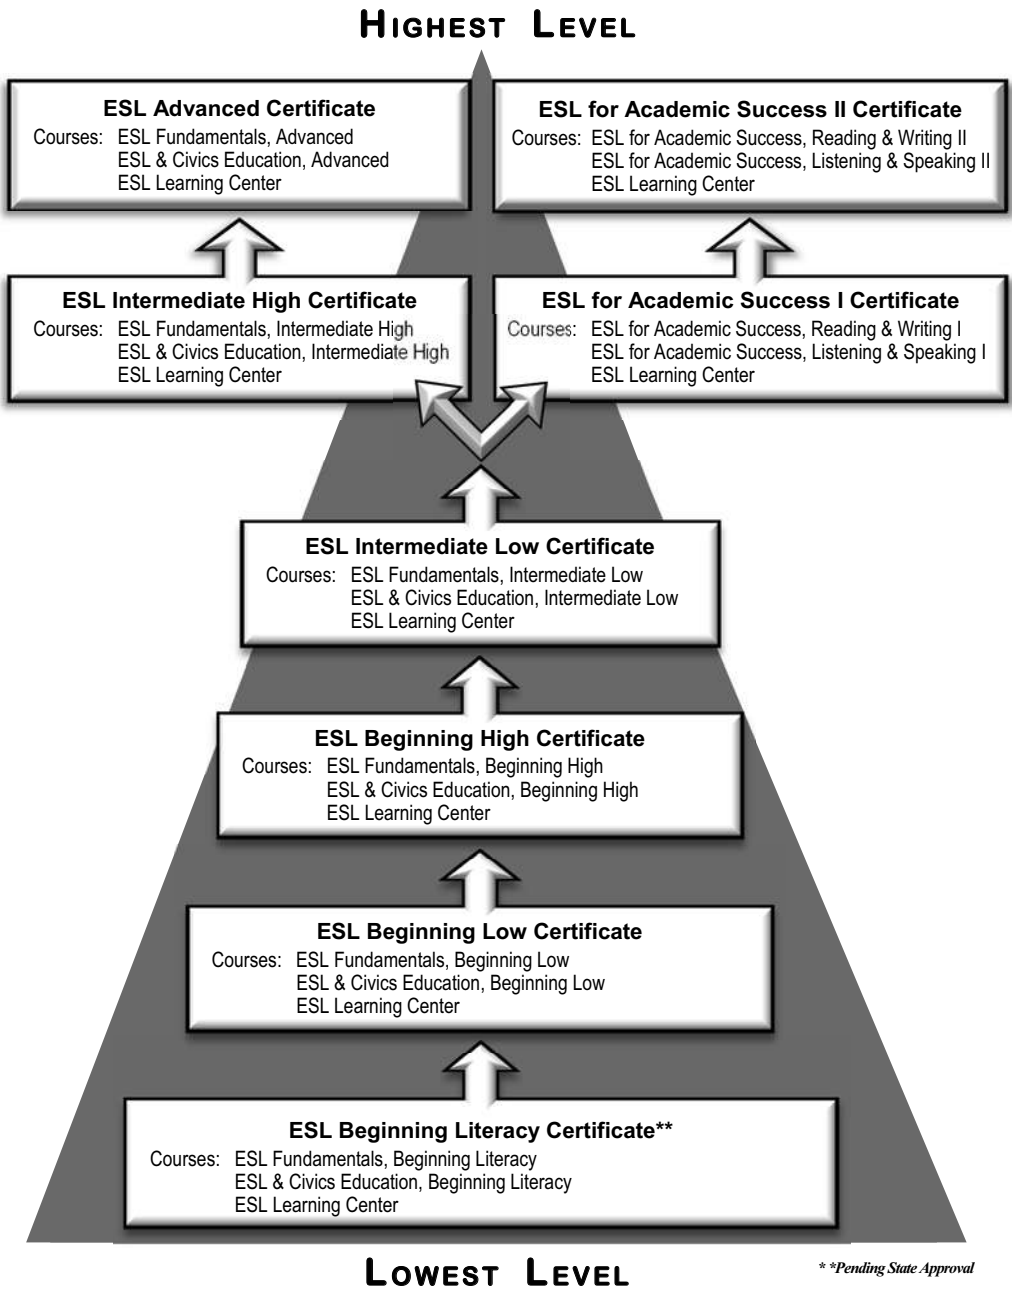 HIGHEST LEVEL
ESL Advanced Certificate
Courses: ESL Fundamentals, Advanced
ESL & Civics Education, Advanced
ESL Learning Center
ESL for Academic Success II Certificate
Courses: ESL for Academic Success, Reading & Writing II
ESL for Academic Success, Listening & Speaking II
ESL Learning Center
ESL Intermediate High Certificate
Courses: ESL Fundamentals, Intermediate High
ESL & Civics Education, Intermediate High
ESL Learning Center
ESL for Academic Success I Certificate
Courses: ESL for Academic Success, Reading & Writing I
ESL for Academic Success, Listening & Speaking I
ESL Learning Center
ESL Intermediate Low Certificate
Courses: ESL Fundamentals, Intermediate Low
ESL & Civics Education, Intermediate Low
ESL Learning Center
ESL Beginning High Certificate
Courses: ESL Fundamentals, Beginning High
ESL & Civics Education, Beginning High
ESL Learning Center
ESL Beginning Low Certificate
Courses: ESL Fundamentals, Beginning Low
ESL & Civics Education, Beginning Low
ESL Learning Center
ESL Beginning Literacy Certificate**
Courses: ESL Fundamentals, Beginning Literacy
ESL & Civics Education, Beginning Literacy
ESL Learning Center
LOWEST LEVEL
* *Pending State Approval